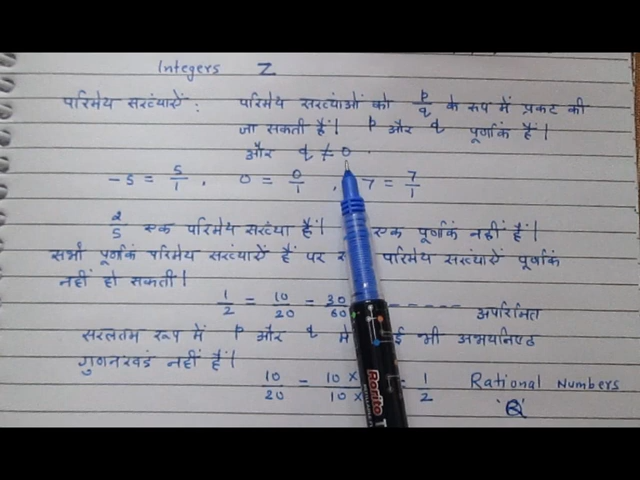 Integers Z
परिमेय संख्याएँ : परिमेय संख्याओं को p/q के रूप में प्रकट की
जा सकती हैं। p और q पूर्णांक हैं।
और q ≠ 0.
-5 = 5/1, 0 = 0/1, 7 = 7/1
2/5 एक परिमेय संख्या है। एक पूर्णांक नहीं हैं।
सभी पूर्णांक परिमेय संख्याएँ हैं पर परिमेय संख्याएँ पूर्णांक
नहीं हो सकती।
1/2 = 10/20 = 30/60 - - - - - अपरिमित
सरलतम रूप में p और q भी
गुणनखंड नहीं हैं।
10/20 = 10 x / 10 x = 1/2 Rational Numbers
'Q'
Rorito